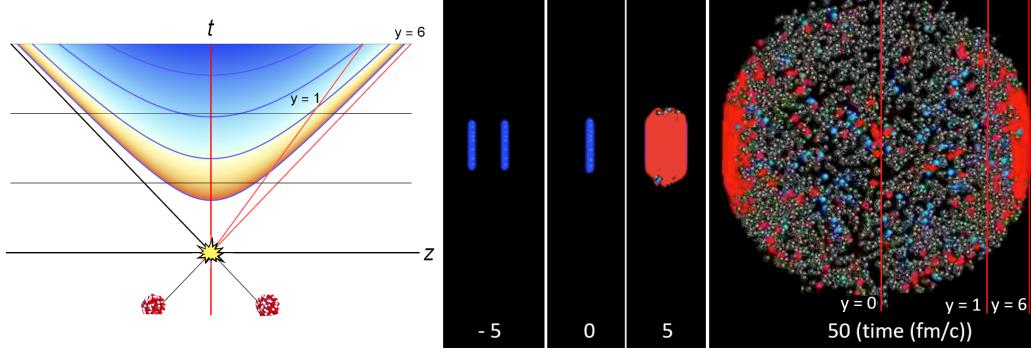 t
y = 6
y = 1
z
y = 0
y = 1
y = 6
- 5
0
5
50 (time (fm/c))